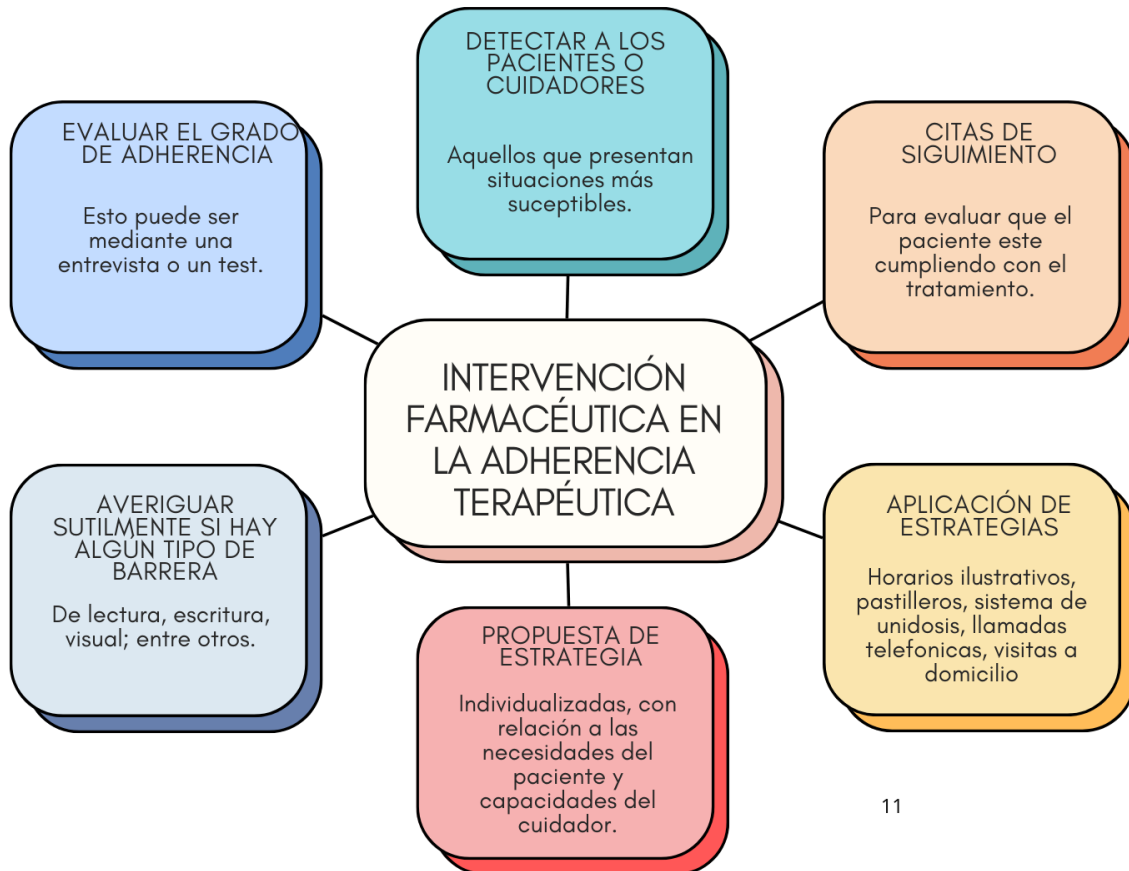 DETECTAR A LOS
PACIENTES O
CUIDADORES
Aquellos que presentan
situaciones más
suceptibles.
EVALUAR EL GRADO
DE ADHERENCIA
Esto puede ser
mediante una
entrevista o un test.
CITAS DE
SIGUIMIENTO
Para evaluar que el
paciente este
cumpliendo con el
tratamiento.
INTERVENCIÓN
FARMACÉUTICA EN
LA ADHERENCIA
TERAPÉUTICA
AVERIGUAR
SUTILMENTE SI HAY
ALGÚN TIPO DE
BARRERA
De lectura, escritura,
visual; entre otros.
APLICACIÓN DE
ESTRATEGIAS
Horarios ilustrativos,
pastilleros, sistema de
unidosis, llamadas
telefonicas, visitas a
domicilio
PROPUESTA DE
ESTRATEGIA
Individualizadas, con
relación a las
necesidades del
paciente y
capacidades del
cuidador.
11